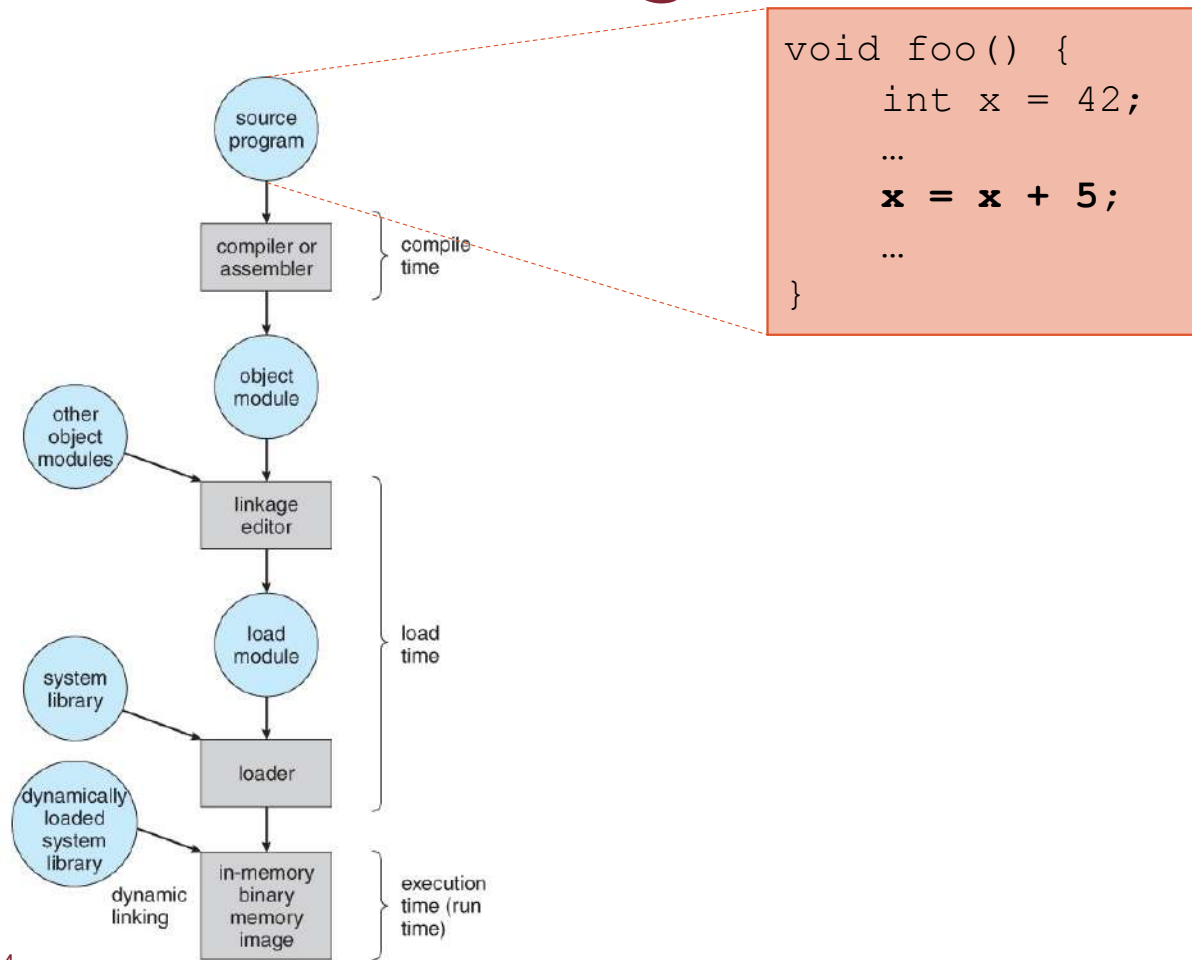 void foo() {
int x = 42;
…
x = x + 5;
…
}
source
program
compiler or
assembler
compile
time
object
module
other
object
modules
linkage
editor
load
module
load
time
system
library
loader
dynamically
loaded
system
library
dynamic
linking
in-memory
binary
memory
image
execution
time (run
time)